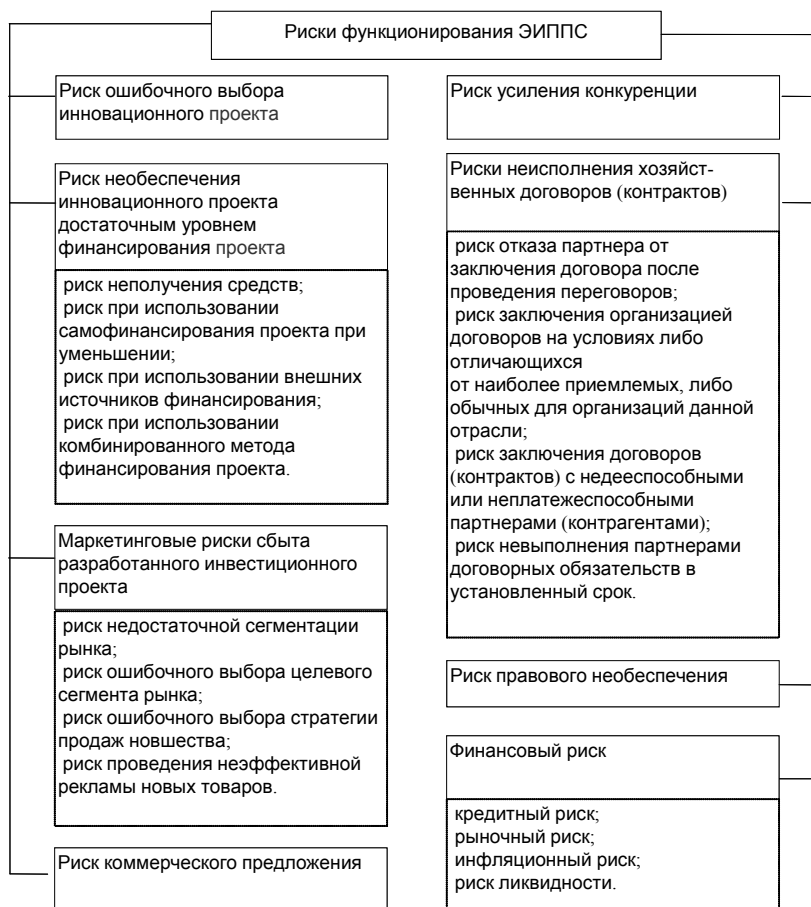 Риски функционирования ЭИППС
Риск ошибочного выбора
инновационного проекта
Риск необеспечения
инновационного проекта
достаточным уровнем
финансирования проекта
риск неполучения средств;
риск при использовании
самофинансирования проекта при
уменьшении;
риск при использовании внешних
источников финансирования;
риск при использовании
комбинированного метода
финансирования проекта.
Маркетинговые риски сбыта
разработанного инвестиционного
проекта
риск недостаточной сегментации
рынка;
риск ошибочного выбора целевого
сегмента рынка;
риск ошибочного выбора стратегии
продаж новшества;
риск проведения неэффективной
рекламы новых товаров.
Риск коммерческого предложения
Риск усиления конкуренции
Риски неисполнения хозяйст-
венных договоров (контрактов)
риск отказа партнера от
заключения договора после
проведения переговоров;
риск заключения организацией
договоров на условиях либо
отличающихся
от наиболее приемлемых, либо
обычных для организаций данной
отрасли;
риск заключения договоров
(контрактов) с недееспособными
или неплатежеспособными
партнерами (контрагентами);
риск невыполнения партнерами
договорных обязательств в
установленный срок.
Риск правового необеспечения
Финансовый риск
кредитный риск;
рыночный риск;
инфляционный риск;
риск ликвидности.